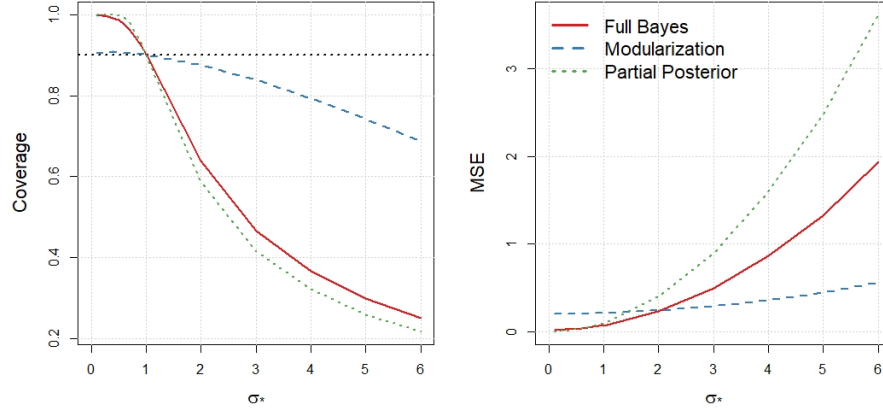 Coverage
0.2 0.4 0.6 0.8 1.0
0 1 2 3 4 5 6
σ*
MSE
0 1 2 3
0 1 2 3 4 5 6
σ*
Full Bayes
Modularization
Partial Posterior